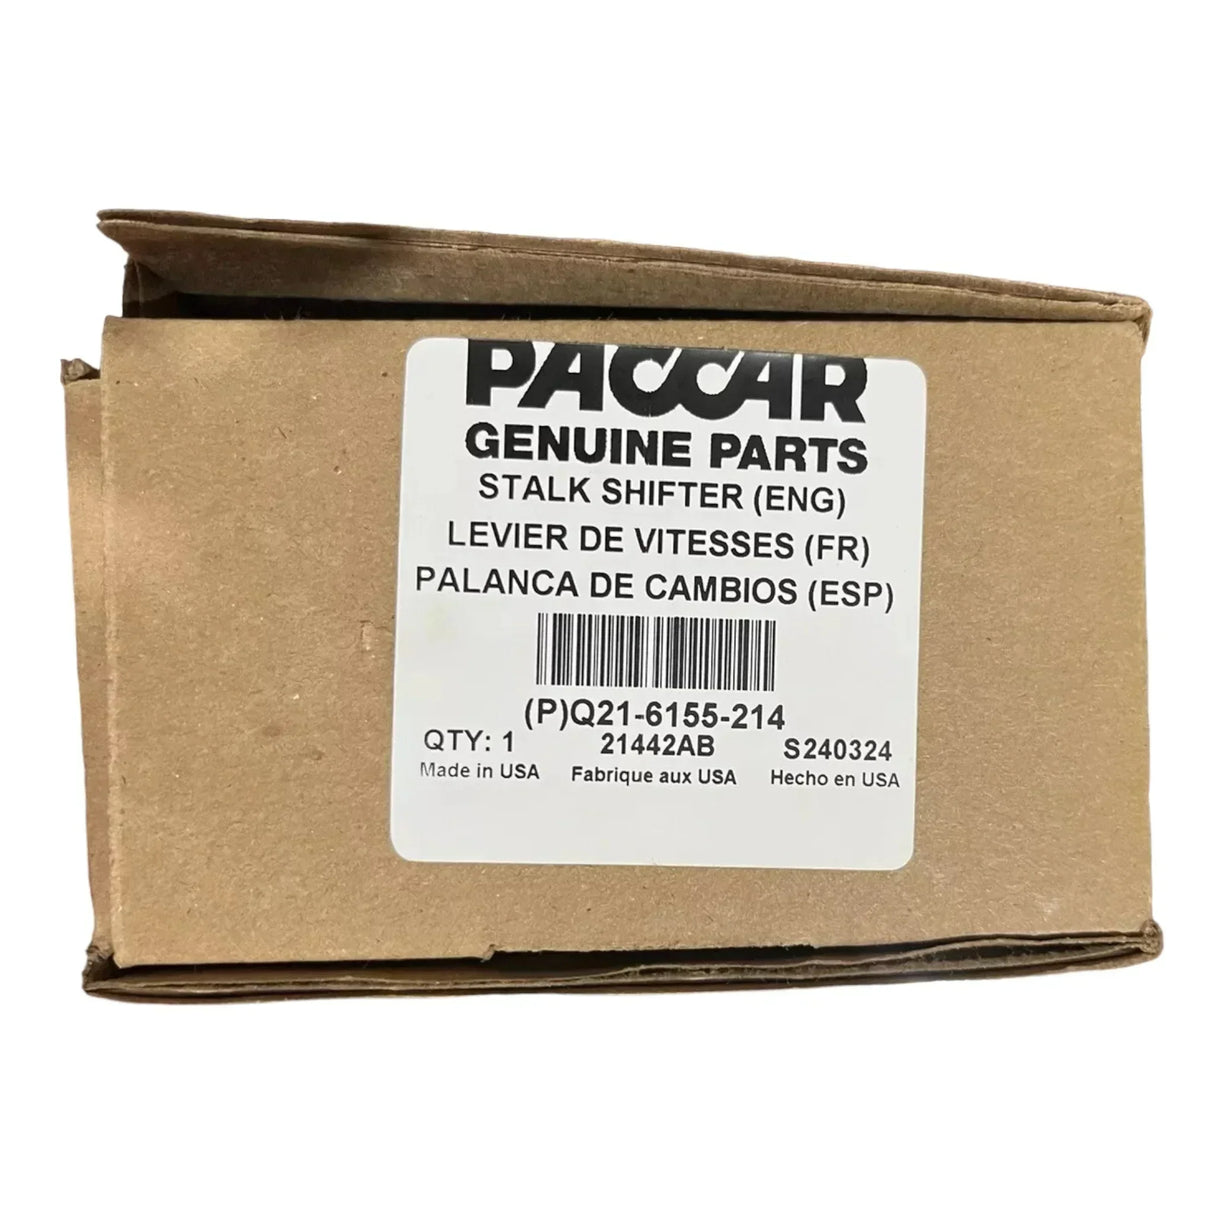 PACCAR
GENUINE PARTS
STALK SHIFTER (ENG)
LEVIER DE VITESSES (FR)
PALANCA DE CAMBIOS (ESP)
(P)Q21-6155-214
QTY: 1 21442AB S240324
Made in USA Fabrique aux USA Hecho en USA